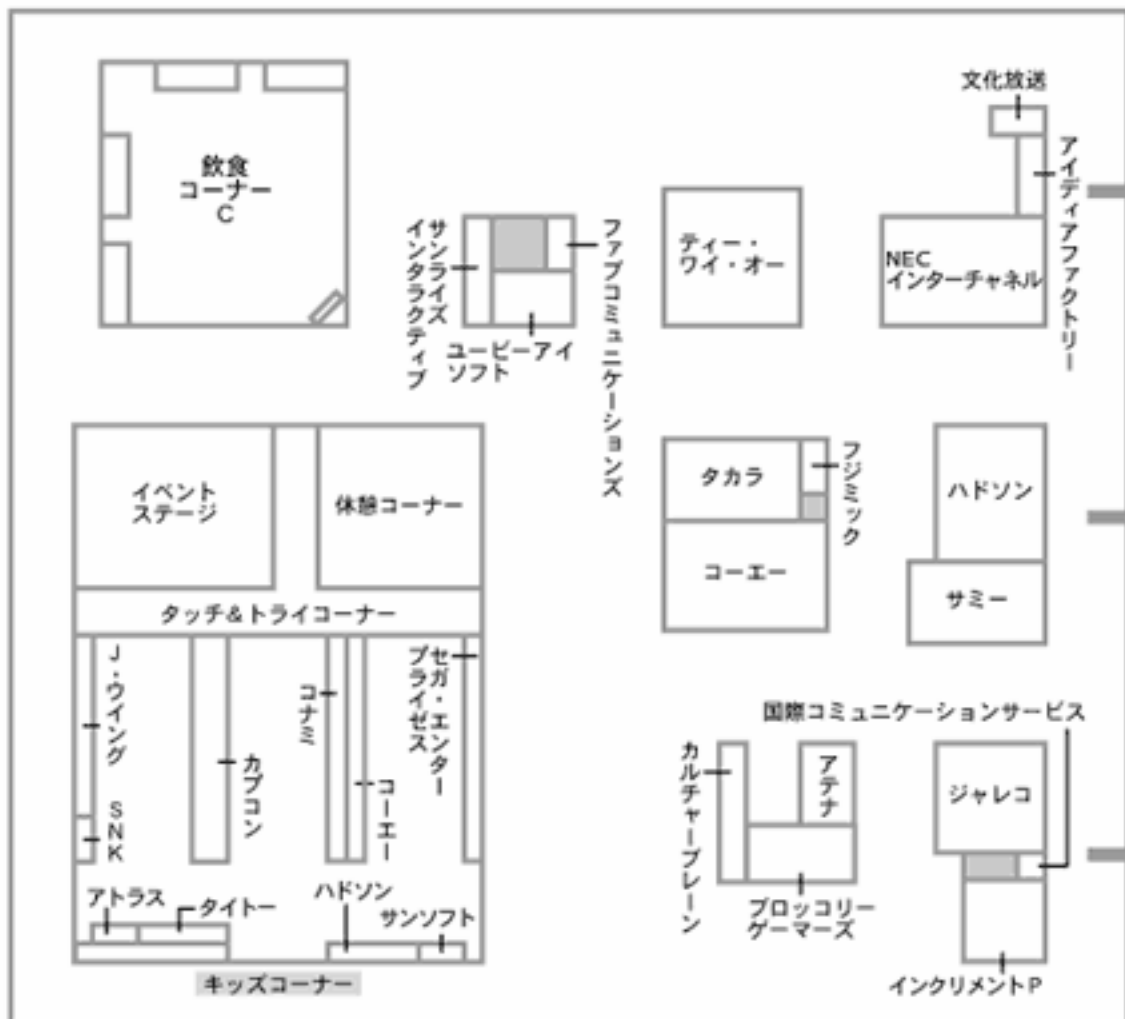 文化放送
アイディアファクトリー
飲食
コーナー
C
サンライズ
インタラクティブ
ファブコミュニケーションズ
ユービーアイ
ソフト
ティー・
ワイ・オー
NEC
インターチャネル
イベント
ステージ
休憩コーナー
タカラ
フジミック
コーエー
ハドソン
サミー
タッチ&トライコーナー
J・ウイング
SNK
カプコン
コナミ
コーエー
セガ・エンター
プライゼス
アトラス
タイトー
ハドソン
サンソフト
キッズコーナー
国際コミュニケーションサービス
カルチャーブレーン
アテナ
ブロッコリー
ゲーマーズ
ジャレコ
インクリメントP